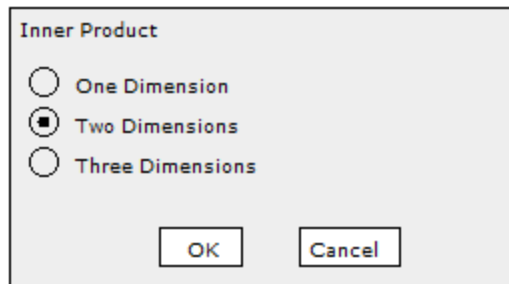 Inner Product
One Dimension
Two Dimensions
Three Dimensions
OK Cancel